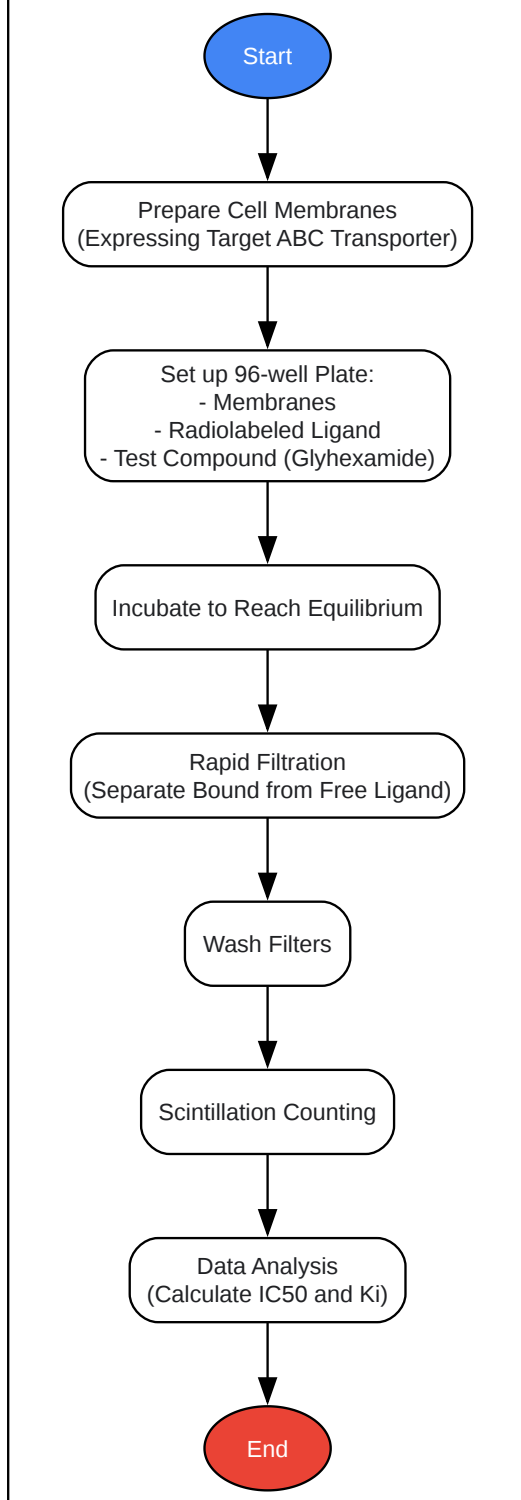 Start
Prepare Cell Membranes
(Expressing Target ABC Transporter)
Set up 96-well Plate:
- Membranes
- Radiolabeled Ligand
- Test Compound (Glyhexamide)
Incubate to Reach Equilibrium
Rapid Filtration
(Separate Bound from Free Ligand)
Wash Filters
Scintillation Counting
Data Analysis
(Calculate IC50 and Ki)
End